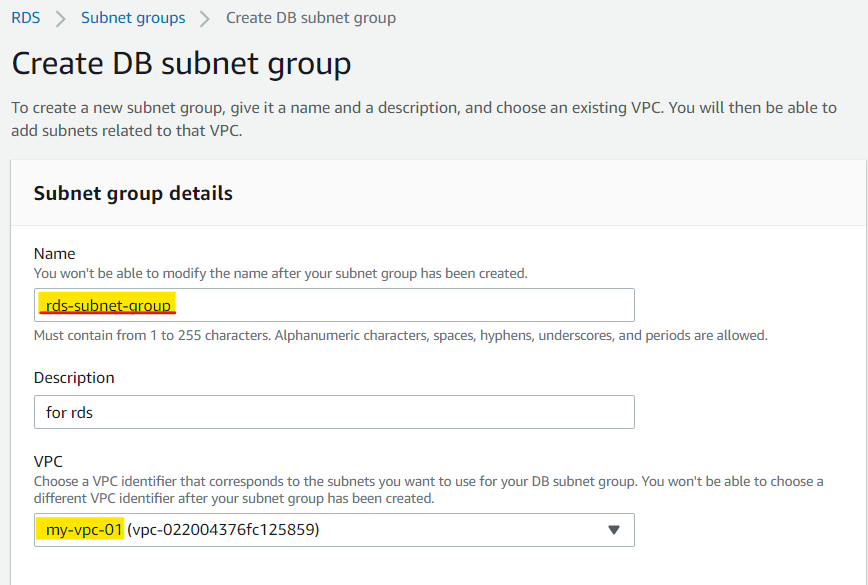 RDS > Subnet groups > Create DB subnet group
Create DB subnet group
To create a new subnet group, give it a name and a description, and choose an existing VPC. You will then be able to
add subnets related to that VPC.
Subnet group details
Name
You won't be able to modify the name after your subnet group has been created.
rds-subnet-group
Must contain from 1 to 255 characters. Alphanumeric characters, spaces, hyphens, underscores, and periods are allowed.
Description
for rds
VPC
Choose a VPC identifier that corresponds to the subnets you want to use for your DB subnet group. You won't be able to choose a
different VPC identifier after your subnet group has been created.
my-vpc-01 (vpc-022004376fc125859)